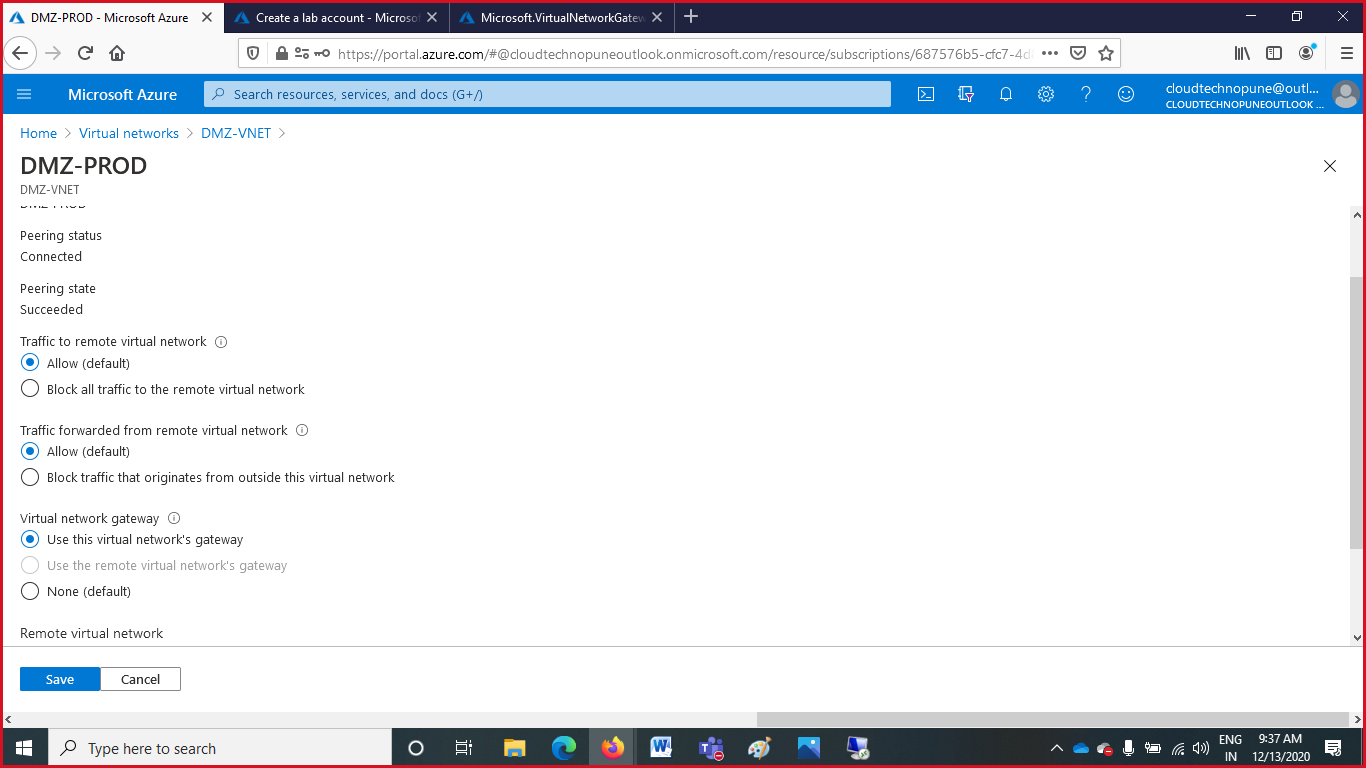 DMZ-PROD - Microsoft Azure
Create a lab account - Microsof
Microsoft.VirtualNetworkGatew
https://portal.azure.com/#@cloudtechnopuneoutlook.onmicrosoft.com/resource/subscriptions/687576b5-cfc7-4d
Microsoft Azure
Search resources, services, and docs (G+/)
cloudtechnopune@outl...
CLOUDTECHNOPUNEOUTLOOK ...
Home > Virtual networks > DMZ-VNET >
DMZ-PROD
DMZ-VNET
DMZ-PROD
Peering status
Connected
Peering state
Succeeded
Traffic to remote virtual network
Allow (default)
Block all traffic to the remote virtual network
Traffic forwarded from remote virtual network
Allow (default)
Block traffic that originates from outside this virtual network
Virtual network gateway
Use this virtual network's gateway
Use the remote virtual network's gateway
None (default)
Remote virtual network
Save
Cancel
Type here to search
ENG
IN
9:37 AM
12/13/2020